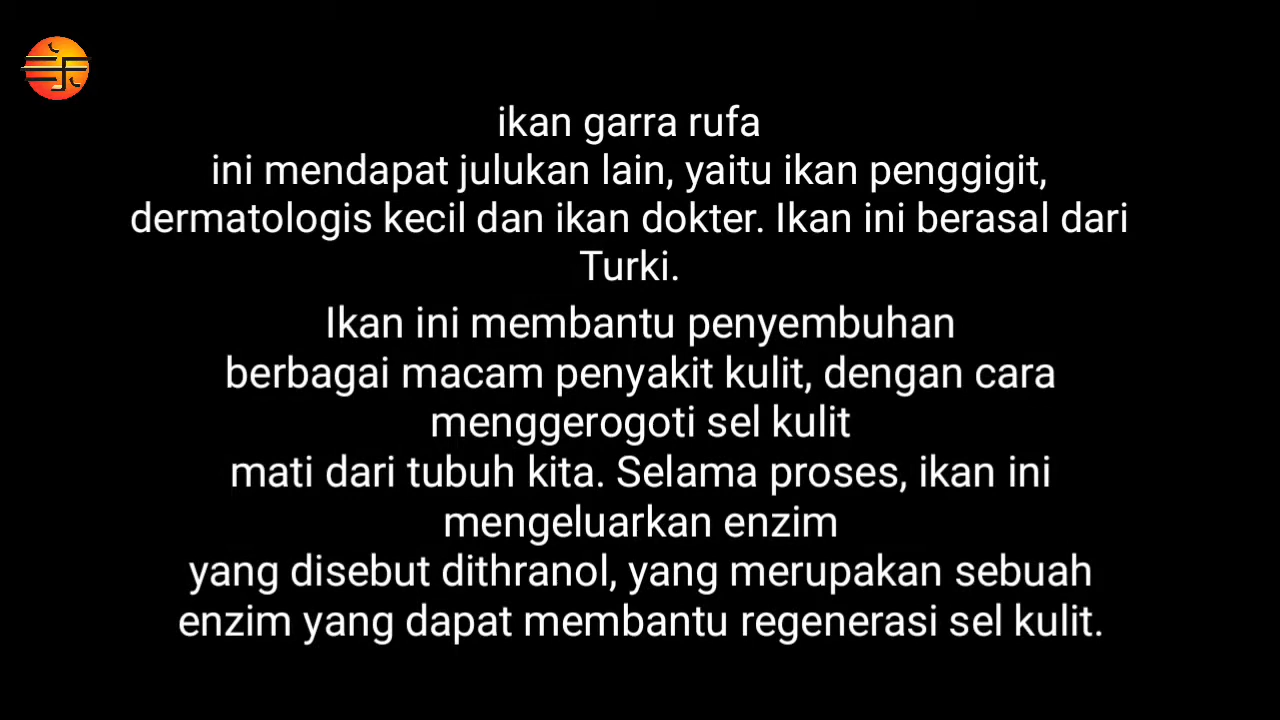 ikan garra rufa
ini mendapat julukan lain, yaitu ikan penggigit,
dermatologis kecil dan ikan dokter. Ikan ini berasal dari
Turki.
Ikan ini membantu penyembuhan
berbagai macam penyakit kulit, dengan cara
menggerogoti sel kulit
mati dari tubuh kita. Selama proses, ikan ini
mengeluarkan enzim
yang disebut dithranol, yang merupakan sebuah
enzim yang dapat membantu regenerasi sel kulit.